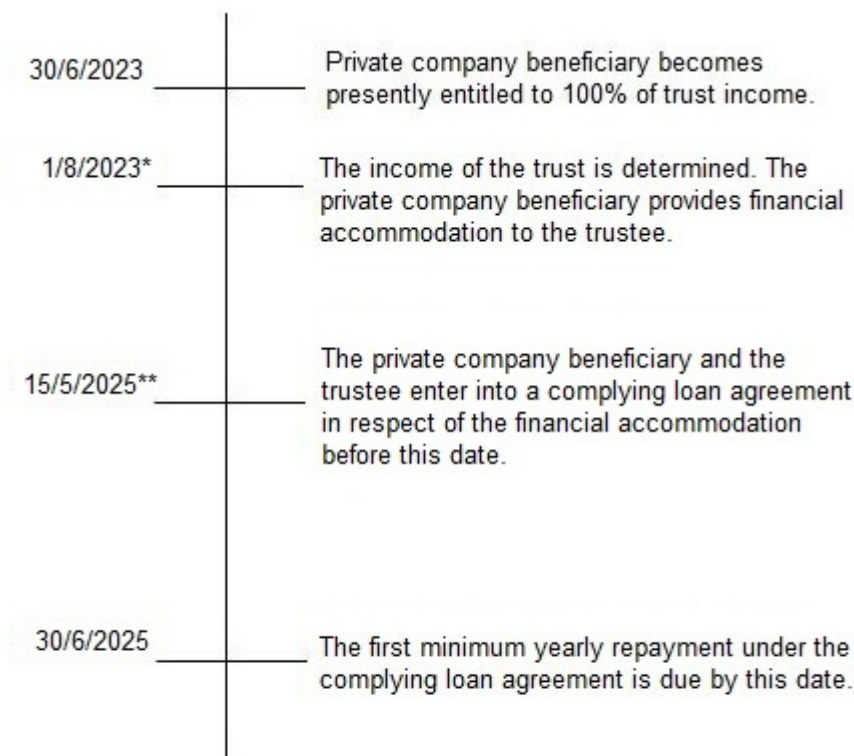 30/6/2023
Private company beneficiary becomes
presently entitled to 100% of trust income.
1/8/2023*
The income of the trust is determined. The
private company beneficiary provides financial
accommodation to the trustee.
15/5/2025**
The private company beneficiary and the
trustee enter into a complying loan agreement
in respect of the financial accommodation
before this date.
30/6/2025
The first minimum yearly repayment under the
complying loan agreement is due by this date.